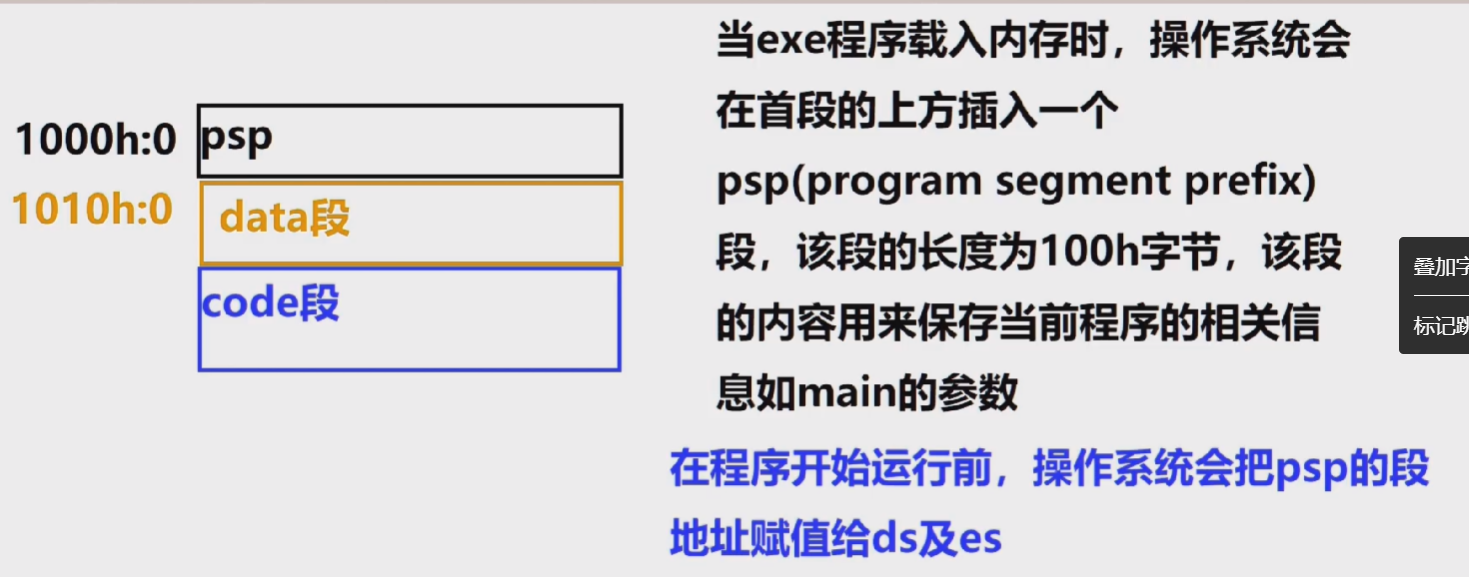 当exe程序载入内存时，操作系统会
在首段的上方插入一个
psp(program segment prefix)
段，该段的长度为100h字节，该段
的内容用来保存当前程序的相关信
息如main的参数
在程序开始运行前，操作系统会把psp的段
地址赋值给ds及es
1000h:0 psp
1010h:0 data段
code段
叠加字
标记